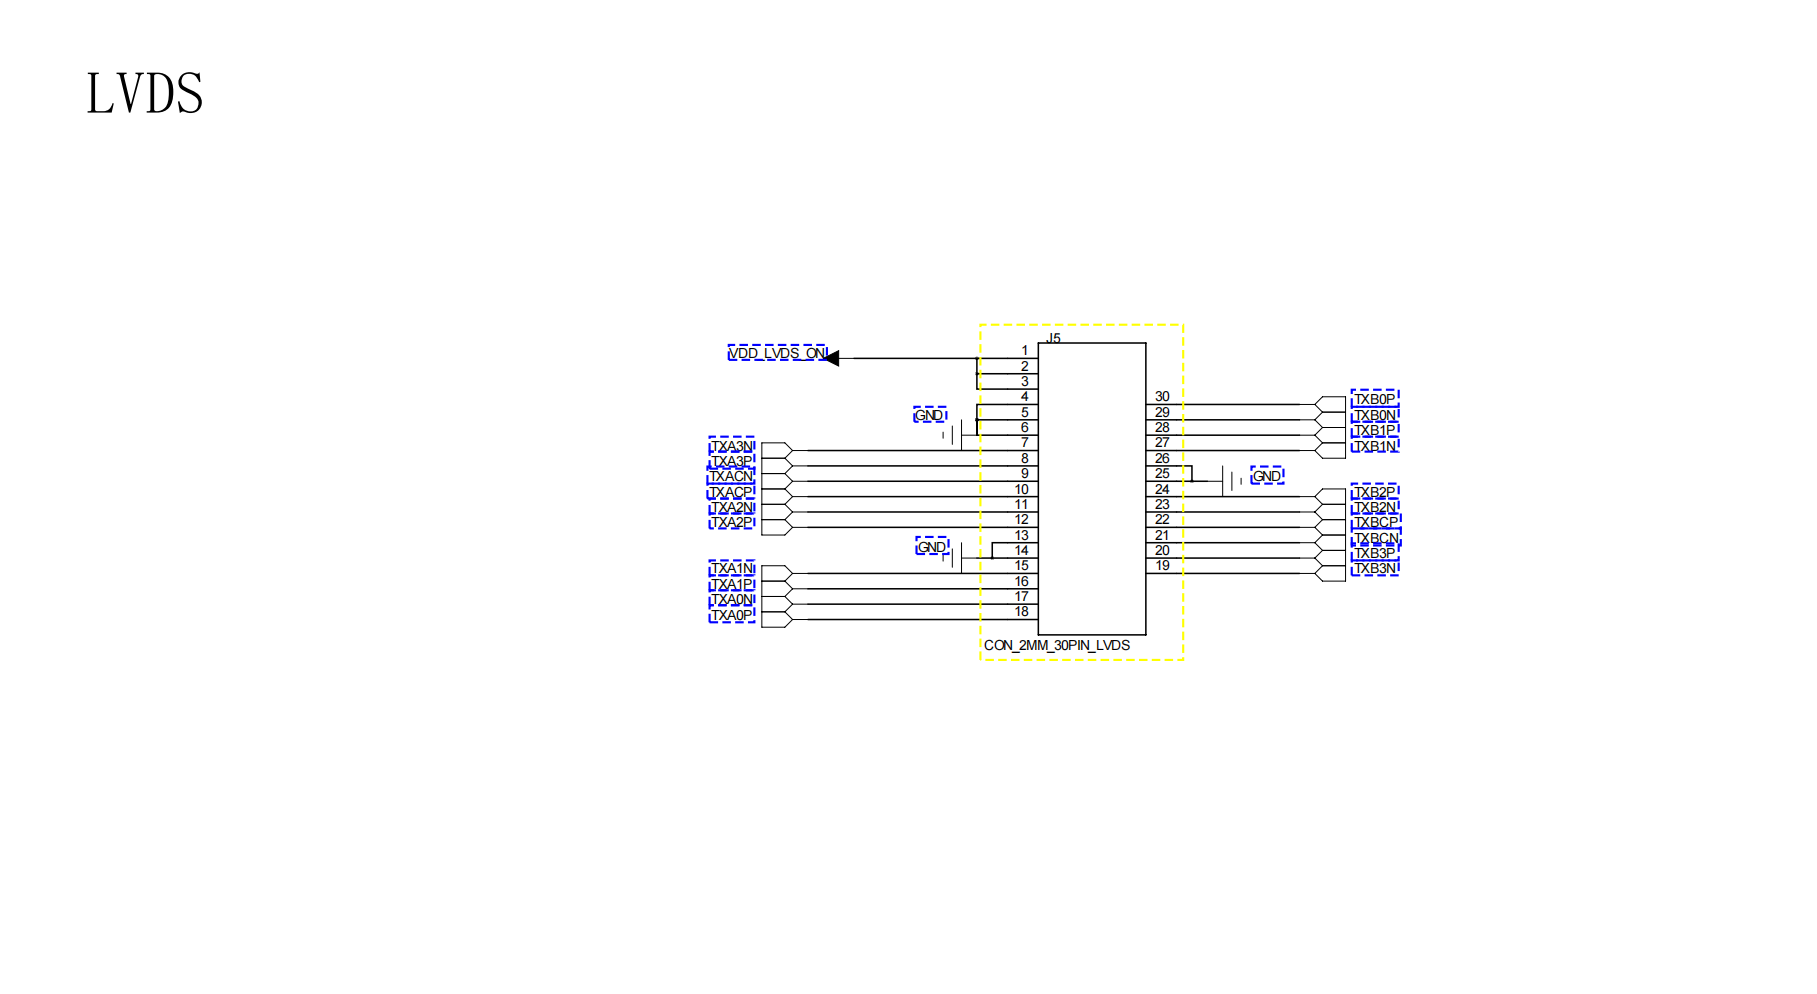 LVDS
J5
VDD_LVDS_ON
1
2
3
4
GND
5
6
7
8
9
10
11
12
13
14
15
16
17
18
TXA3N
TXA3P
TXACN
TXACP
TXA2N
TXA2P
GND
TXA1N
TXA1P
TXA0N
TXA0P
30
29
28
27
26
25
24
23
22
21
20
19
TXB0P
TXB0N
TXB1P
TXB1N
GND
TXB2P
TXB2N
TXBCP
TXBCN
TXB3P
TXB3N
CON_2MM_30PIN_LVDS